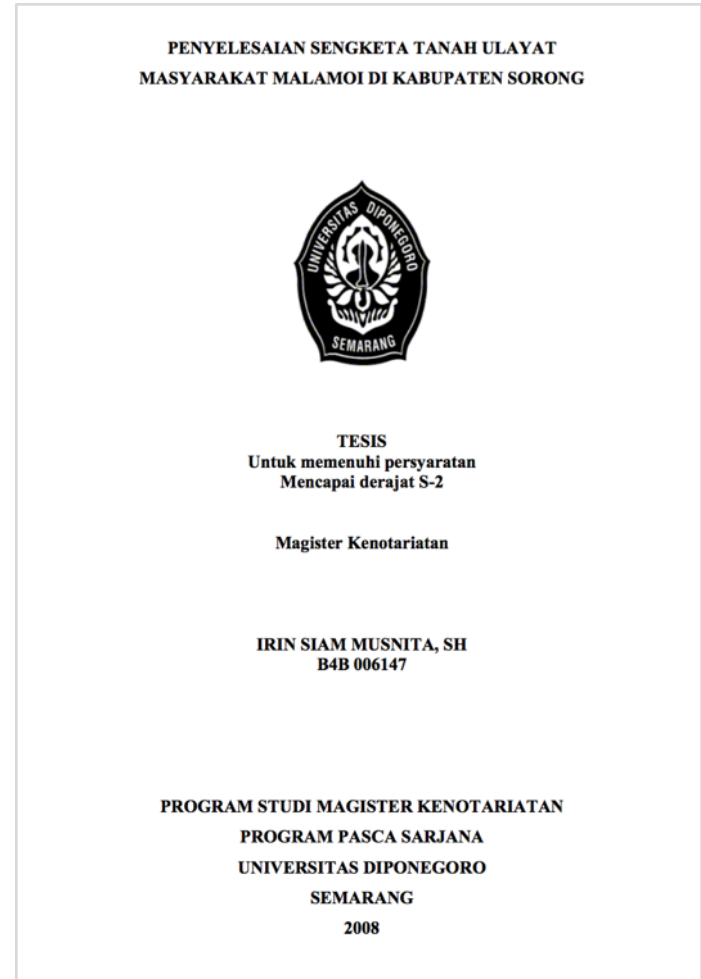 PENYELESAIAN SENGKETA TANAH ULAYAT
MASYARAKAT MALAMOI DI KABUPATEN SORONG
UNIVERSITAS DIPONEGORO
SEMARANG
TESIS
Untuk memenuhi persyaratan
Mencapai derajat S-2
Magister Kenotariatan
IRIN SIAM MUSNITA, SH
B4B 006147
PROGRAM STUDI MAGISTER KENOTARIATAN
PROGRAM PASCA SARJANA
UNIVERSITAS DIPONEGORO
SEMARANG
2008